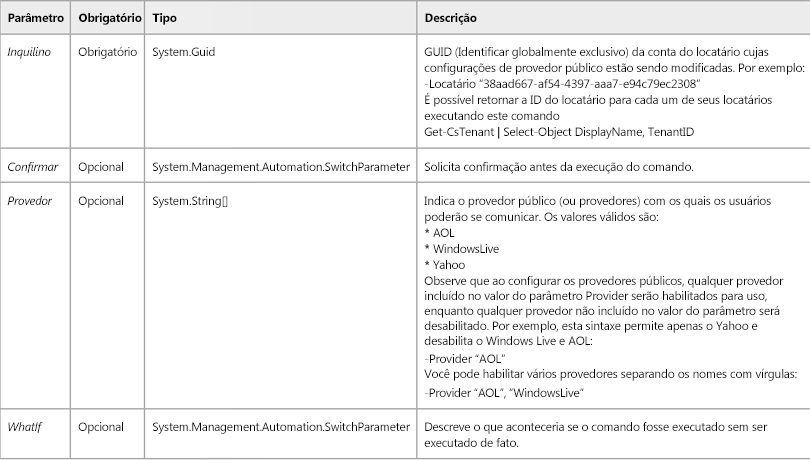 Parâmetro Obrigatório Tipo Descrição
Inquilino Obrigatório System.Guid GUID (Identificar globalmente exclusivo) da conta do locatário cujas
configurações de provedor público estão sendo modificadas. Por exemplo:
-Locatário “38aad667-af54-4397-aaa7-e94c79ec2308”
É possível retornar a ID do locatário para cada um de seus locatários
executando este comando
Get-CsTenant | Select-Object DisplayName, TenantID
Confirmar Opcional System.Management.Automation.SwitchParameter Solicita confirmação antes da execução do comando.
Provedor Opcional System.String[] Indica o provedor público (ou provedores) com os quais os usuários
poderão se comunicar. Os valores válidos são:
* AOL
* WindowsLive
* Yahoo
Observe que ao configurar os provedores públicos, qualquer provedor
incluído no valor do parâmetro Provider serão habilitados para uso,
enquanto qualquer provedor não incluído no valor do parâmetro será
desabilitado. Por exemplo, esta sintaxe permite apenas o Yahoo e
desabilita o Windows Live e AOL:
-Provider “AOL”
Você pode habilitar vários provedores separando os nomes com vírgulas:
-Provider “AOL”, “WindowsLive”
WhatIf Opcional System.Management.Automation.SwitchParameter Descreve o que aconteceria se o comando fosse executado sem ser
executado de fato.